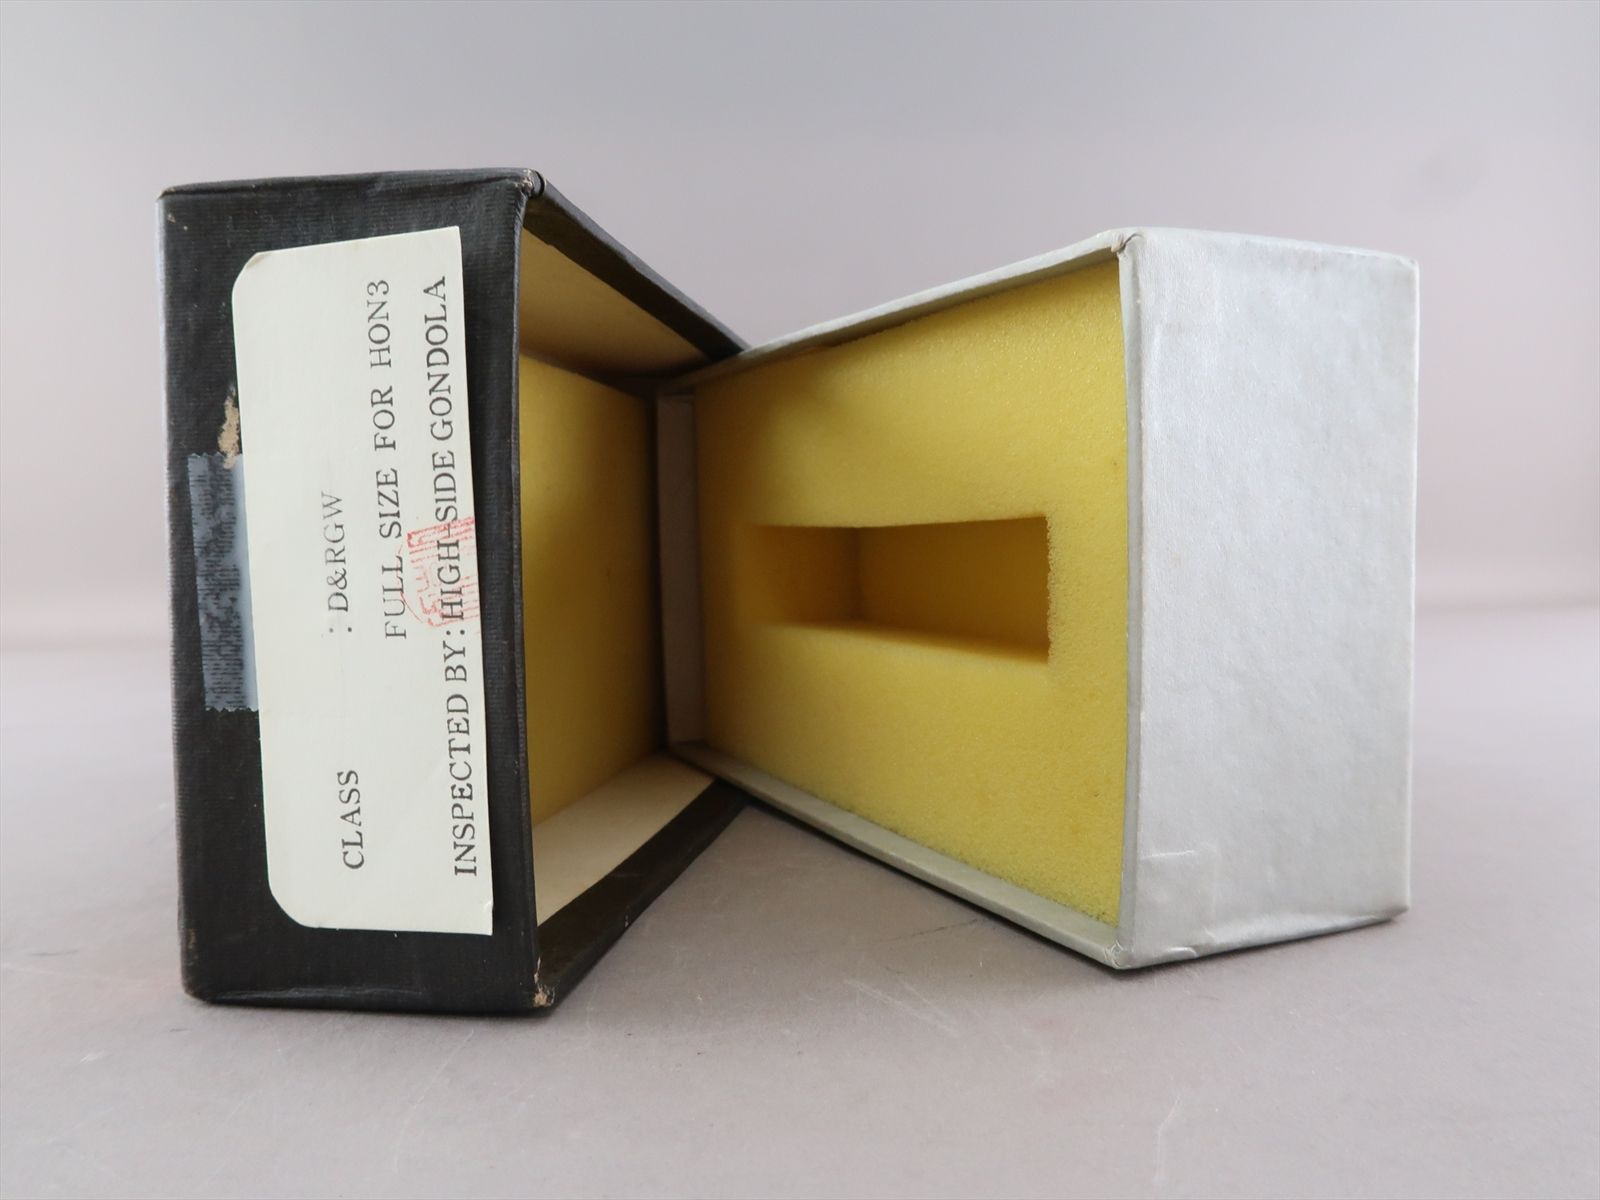 CLASS : D&RGW
FULL SIZE FOR HON3
INSPECTED BY: HIGH-SIDE GONDOLA